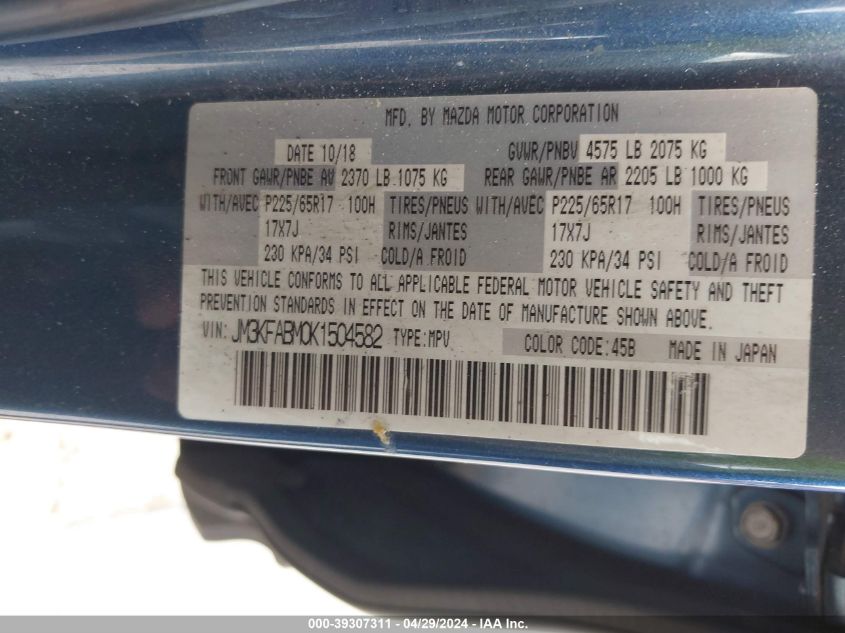 MFD. BY MAZDA MOTOR CORPORATION
DATE 10/18 GVWR/PNBV 4575 LB 2075 KG
FRONT GAWR/PNBE AV 2370 LB 1075 KG REAR GAWR/PNBE AR 2205 LB 1000 KG
WITH/AVEC P225/65R17 100H TIRES/PNEUS WITH/AVEC P225/65R17 100H TIRES/PNEUS
17X7J RIMS/JANTES 17X7J RIMS/JANTES
230 KPA/34 PSI COLD/A FROID 230 KPA/34 PSI COLD/A FROID
THIS VEHICLE CONFORMS TO ALL APPLICABLE FEDERAL MOTOR VEHICLE SAFETY AND THEFT
PREVENTION STANDARDS IN EFFECT ON THE DATE OF MANUFACTURE SHOWN ABOVE.
VIN: JM3KFABM0K1504582 TYPE: MPV COLOR CODE: 45B MADE IN JAPAN
000-39307311 - 04/29/2024 - IAA Inc.